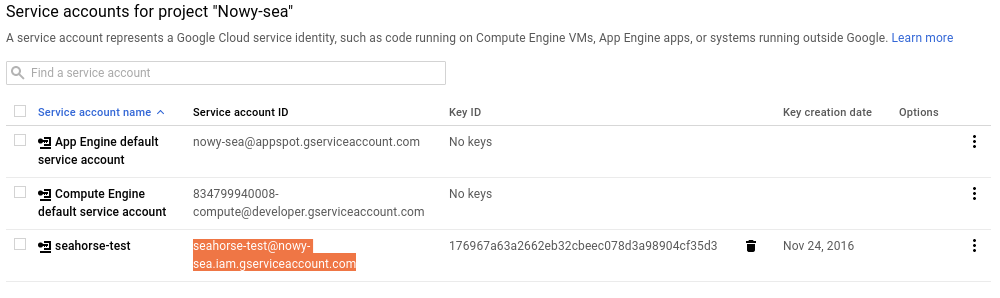 Service accounts for project "Nowy-sea"
A service account represents a Google Cloud service identity, such as code running on Compute Engine VMs, App Engine apps, or systems running outside Google. Learn more
Find a service account
Service account name Service account ID Key ID Key creation date Options
App Engine default nowy-sea@appspot.gserviceaccount.com No keys
service account
Compute Engine 834799940008- No keys
default service account compute@developer.gserviceaccount.com
seahorse-test seahorse-test@nowy- 176967a63a2662eb32cbeec078d3a98904cf35d3 Nov 24, 2016
sea.iam.gserviceaccount.com